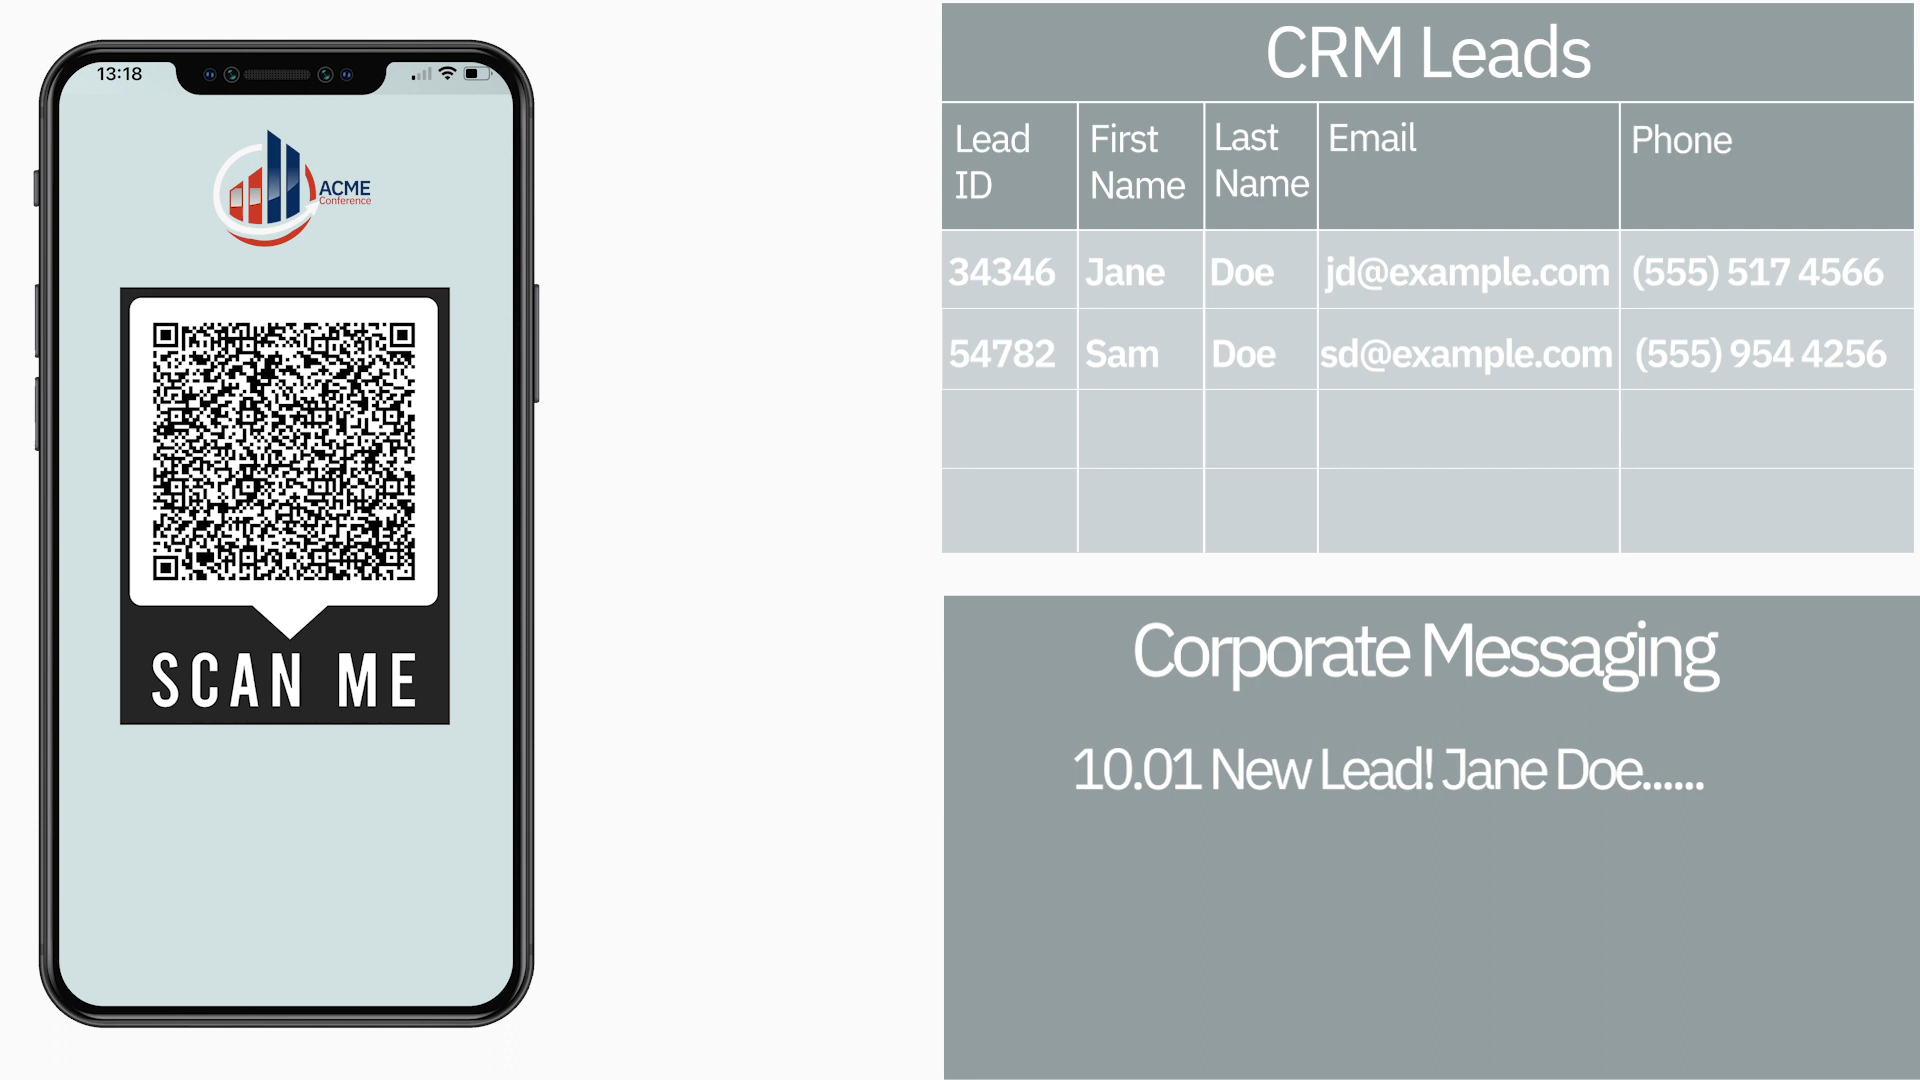 13:18
ACME
Conference
SCAN ME
CRM Leads
Lead ID
First Name
Last Name
Email
Phone
34346 Jane Doe jd@example.com (555) 517 4566
54782 Sam Doe sd@example.com (555) 954 4256
Corporate Messaging
10.01 New Lead! Jane Doe......